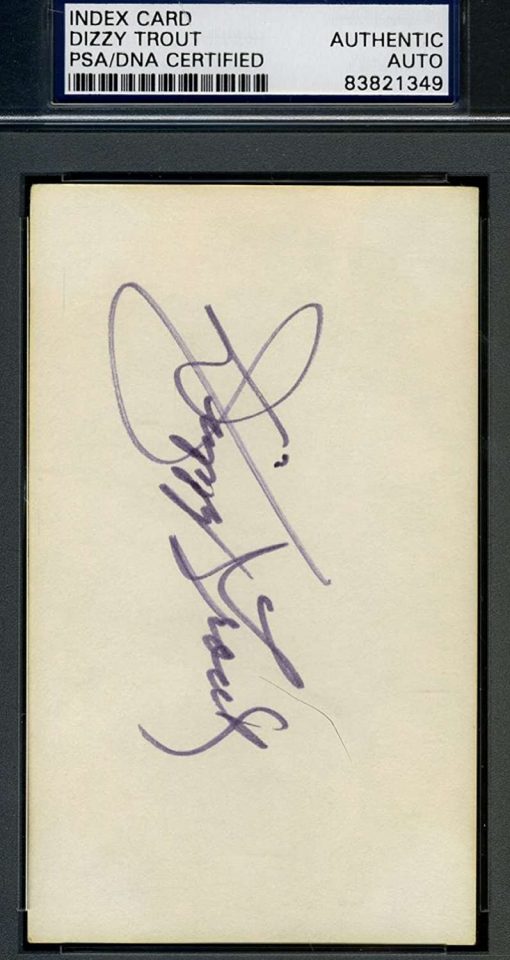 INDEX CARD
DIZZY TROUT
PSA/DNA CERTIFIED
AUTHENTIC
AUTO
83821349
Dizzy Trout